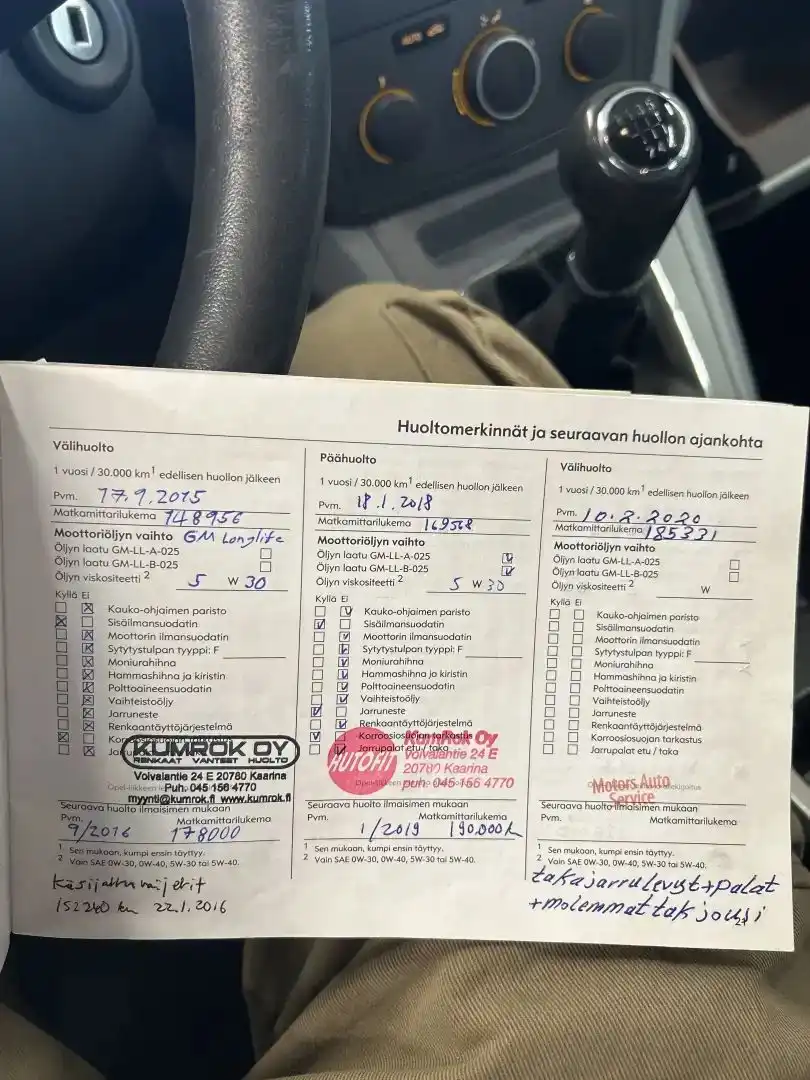 Huoltomerkinnät ja seuraavan huollon ajankohta
Välihuolto
1 vuosi / 30.000 km1 edellisen huollon jälkeen
Pvm. 17.9.2015
Matkamittarilukema 148956
Moottoriöljyn vaihto GM Longlife
Öljyn laatu GM-LL-A-025
GM-LL-B-025
Öljyn viskositeetti 2 5 W 30
Kyllä Ei
Kauko-ohjaimen paristo
Sisäilmansuodatin
Moottorin ilmansuodatin
Sytytystulpan tyyppi: F
Moniurahihna
Hammashihna ja kiristin
Polttoaineensuodatin
Vaihteistoöljy
Jarruneste
Renkaantäyttöjärjestelmä
KUMROK OY
RENKAAT VANTEET HUOLTO
Voivalantie 24 E 20780 Kaarina
Puh. 045 156 4770
myynti@kumrok.fi www.kumrok.fi
Seuraava huolto ilmaisimen mukaan
Pvm. Matkamittarilukema
9/2016 178000
1 Sen mukaan, kumpi ensin täyttyy.
2 Vain SAE 0W-30, 0W-40, 5W-30 tai 5W-40.
152240 km 22.1.2016
Päähuolto
1 vuosi / 30.000 km1 edellisen huollon jälkeen
Pvm. 18.1.2018
Matkamittarilukema 169568
Moottoriöljyn vaihto
Öljyn laatu GM-LL-A-025
GM-LL-B-025
Öljyn viskositeetti 2 5 W 30
Kyllä Ei
Kauko-ohjaimen paristo
Sisäilmansuodatin
Moottorin ilmansuodatin
Sytytystulpan tyyppi: F
Moniurahihna
Hammashihna ja kiristin
Polttoaineensuodatin
Vaihteistoöljy
Jarruneste
Renkaantäyttöjärjestelmä
Korroosiosuojan tarkastus
Jarrupalat etu / taka
HUTOFIT
Kumrok Oy
Voivalantie 24 E
20780 Kaarina
puh. 045 156 4770
Seuraava huolto ilmaisimen mukaan
Pvm. Matkamittarilukema
1/2019 190.000
1 Sen mukaan, kumpi ensin täyttyy.
2 Vain SAE 0W-30, 0W-40, 5W-30 tai 5W-40.
Välihuolto
1 vuosi / 30.000 km1 edellisen huollon jälkeen
Pvm. 10.2.2020
Matkamittarilukema 185331
Moottoriöljyn vaihto
Öljyn laatu GM-LL-A-025
GM-LL-B-025
Öljyn viskositeetti 2 W
Kyllä Ei
Kauko-ohjaimen paristo
Sisäilmansuodatin
Moottorin ilmansuodatin
Sytytystulpan tyyppi: F
Moniurahihna
Hammashihna ja kiristin
Polttoaineensuodatin
Vaihteistoöljy
Jarruneste
Renkaantäyttöjärjestelmä
Korroosiosuojan tarkastus
Jarrupalat etu / taka
Motors Auto
Service
Seuraava huolto ilmaisimen mukaan
Pvm. Matkamittarilukema
1 Sen mukaan, kumpi ensin täyttyy.
2 Vain SAE 0W-30, 0W-40, 5W-30 tai 5W-40.
takajarrulevyt+palat
+molemmat tak jousi